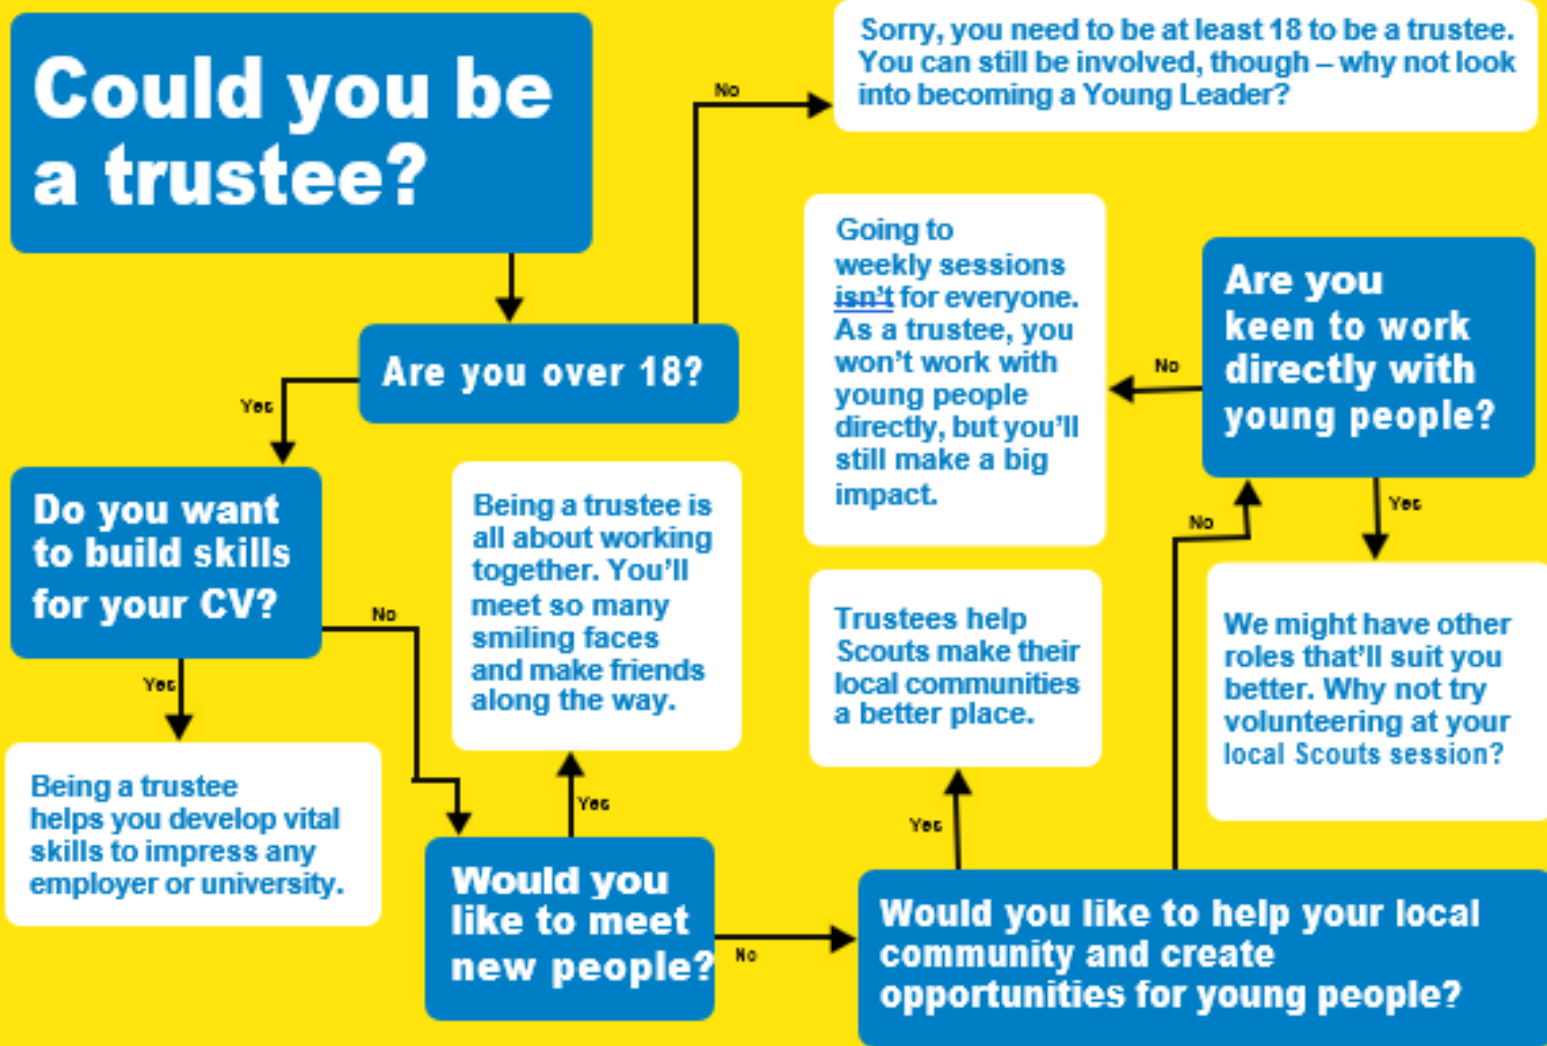 Could you be
a trustee?
No
Sorry, you need to be at least 18 to be a trustee.
You can still be involved, though – why not look
into becoming a Young Leader?
Are you over 18?
Yes
Going to
weekly sessions
isn't for everyone.
As a trustee, you
won't work with
young people
directly, but you'll
still make a big
impact.
No
Are you
keen to work
directly with
young people?
Do you want
to build skills
for your CV?
No
Yes
Being a trustee is
all about working
together. You'll
meet so many
smiling faces
and make friends
along the way.
Yes
No
Yes
Trustees help
Scouts make their
local communities
a better place.
We might have other
roles that'll suit you
better. Why not try
volunteering at your
local Scouts session?
Being a trustee
helps you develop vital
skills to impress any
employer or university.
Yes
Would you
like to meet
new people?
No
Would you like to help your local
community and create
opportunities for young people?